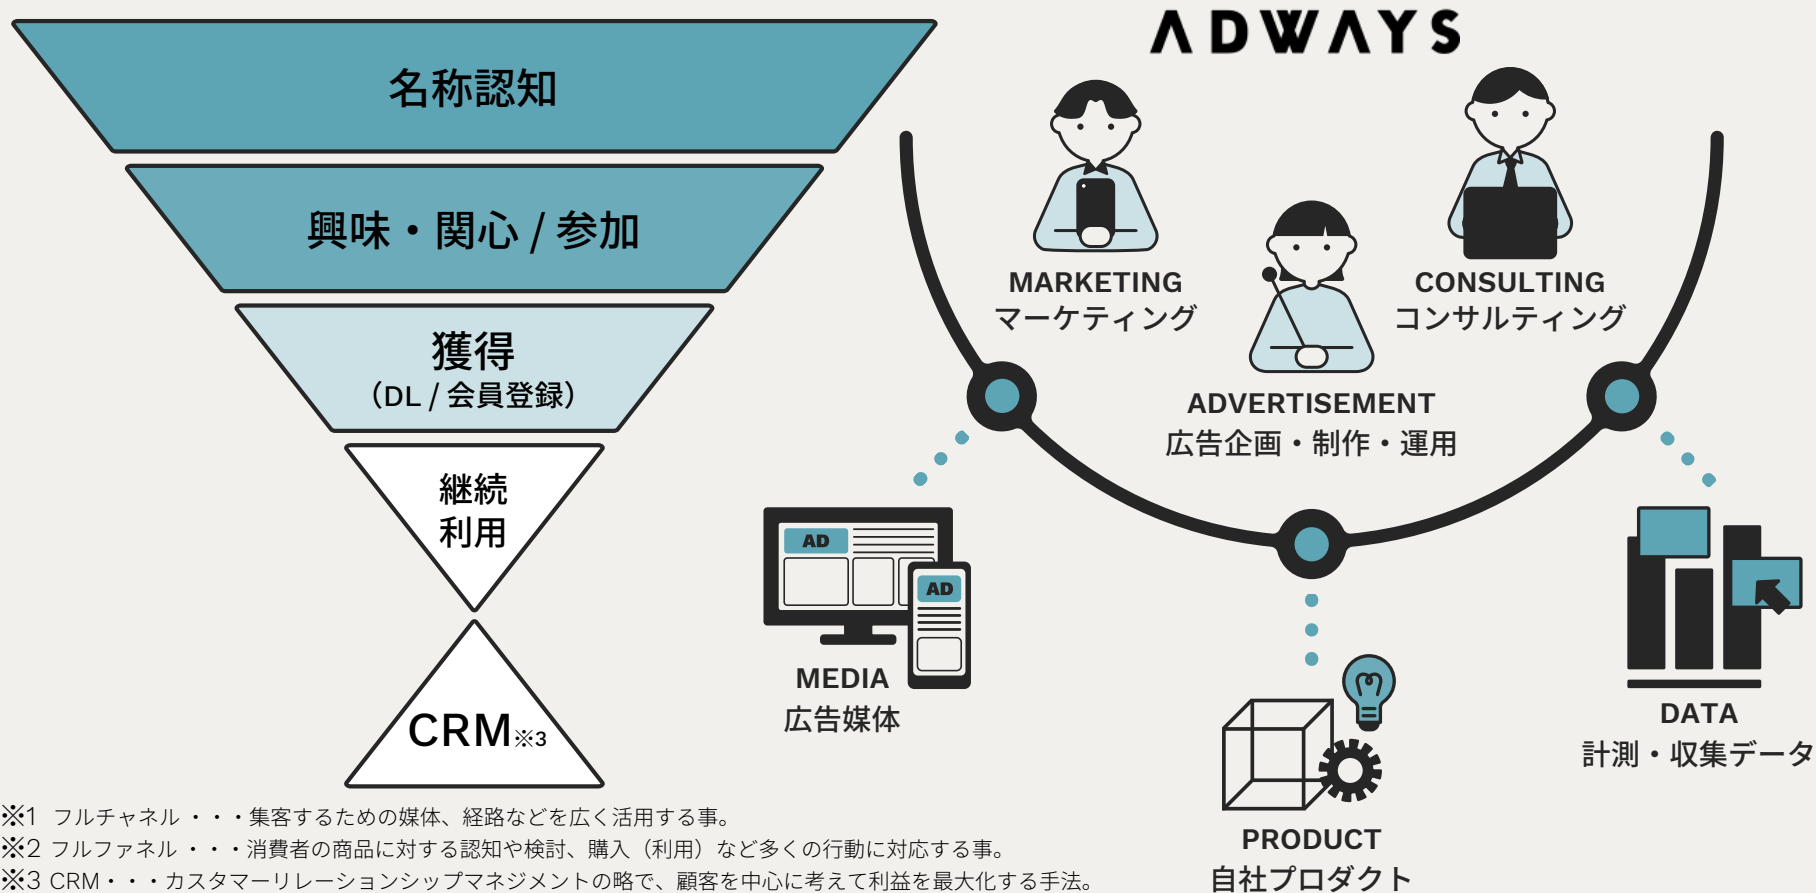 名称認知
興味・関心 / 参加
獲得
（DL / 会員登録）
継続
利用
CRM※3
ADWAYS
MARKETING
マーケティング
CONSULTING
コンサルティング
ADVERTISEMENT
広告企画・制作・運用
AD
AD
MEDIA
広告媒体
PRODUCT
自社プロダクト
DATA
計測・収集データ
※1 フルチャネル・・・集客するための媒体、経路などを広く活用する事。
※2 フルファネル・・・消費者の商品に対する認知や検討、購入（利用）など多くの行動に対応する事。
※3 CRM・・・カスタマーリレーションシップマネジメントの略で、顧客を中心に考えて利益を最大化する手法。